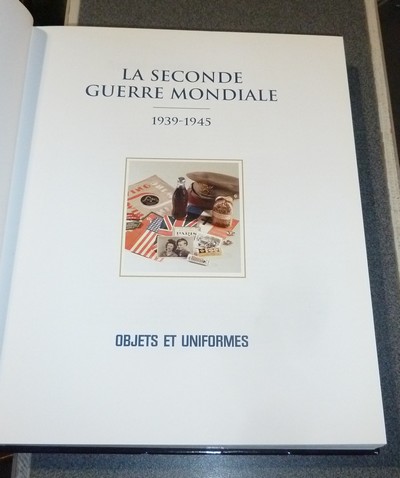 LA SECONDE
GUERRE MONDIALE
1939-1945
OBJETS ET UNIFORMES